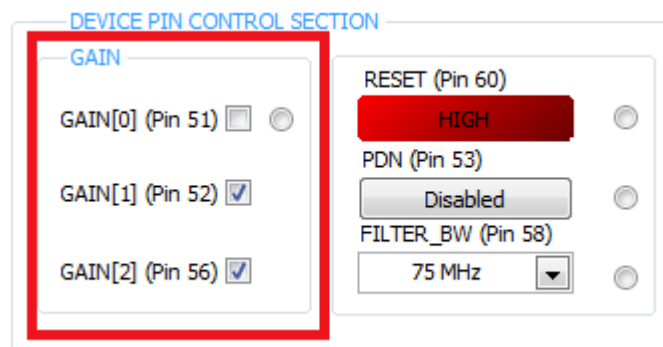 DEVICE PIN CONTROL SECTION
GAIN
GAIN[0] (Pin 51)
GAIN[1] (Pin 52)
GAIN[2] (Pin 56)
RESET (Pin 60)
HIGH
PDN (Pin 53)
Disabled
FILTER_BW (Pin 58)
75 MHz